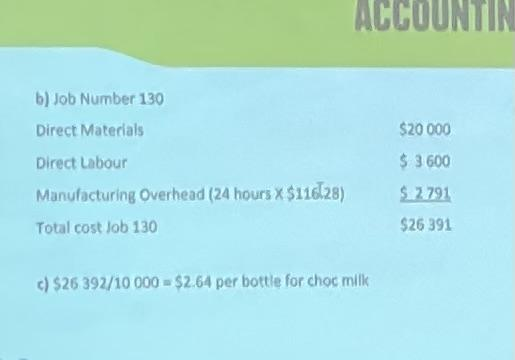 ACCOUNTIN
b) Job Number 130
Direct Materials $20 000
Direct Labour $ 3 600
Manufacturing Overhead (24 hours X $116.28) $ 2 791
Total cost Job 130 $26 391
c) $26 392/10 000 = $2.64 per bottle for choc milk